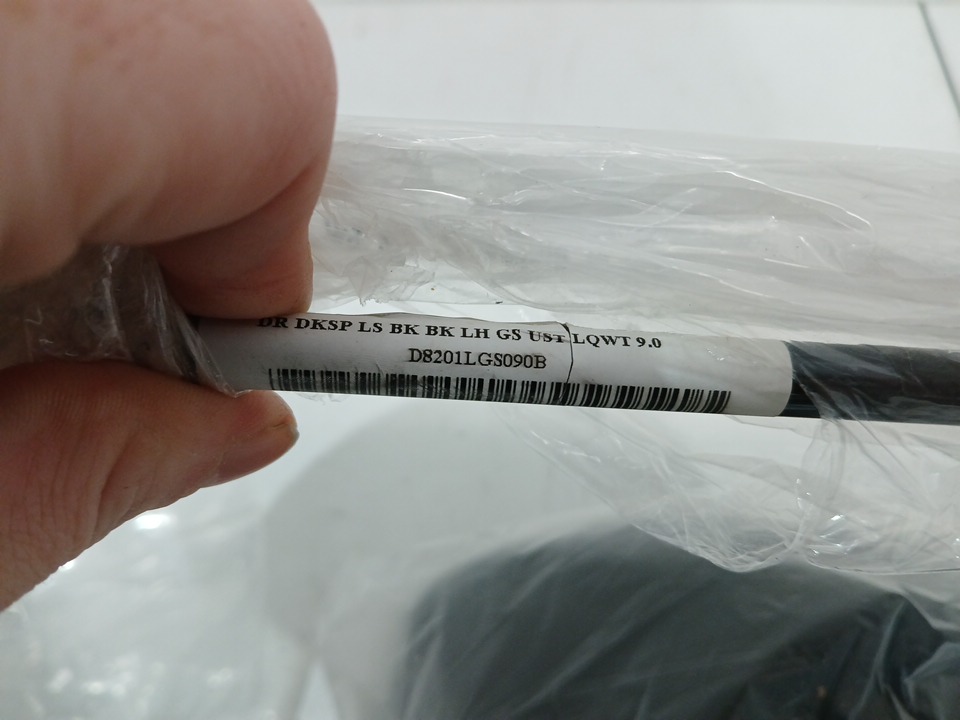 DR DKSP LS BK BK LH GS UST LQWT 9.0
D8201LGS090B